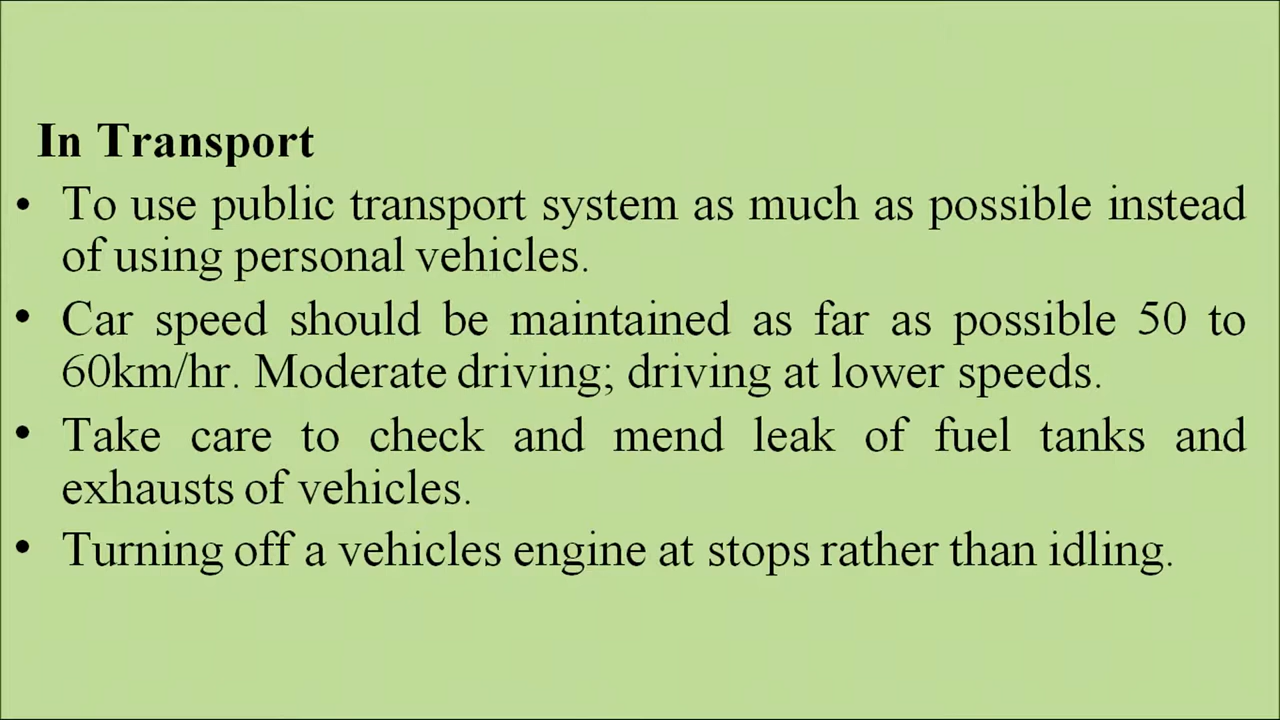 In Transport
• To use public transport system as much as possible instead
of using personal vehicles.
• Car speed should be maintained as far as possible 50 to
60km/hr. Moderate driving; driving at lower speeds.
• Take care to check and mend leak of fuel tanks and
exhausts of vehicles.
• Turning off a vehicles engine at stops rather than idling.